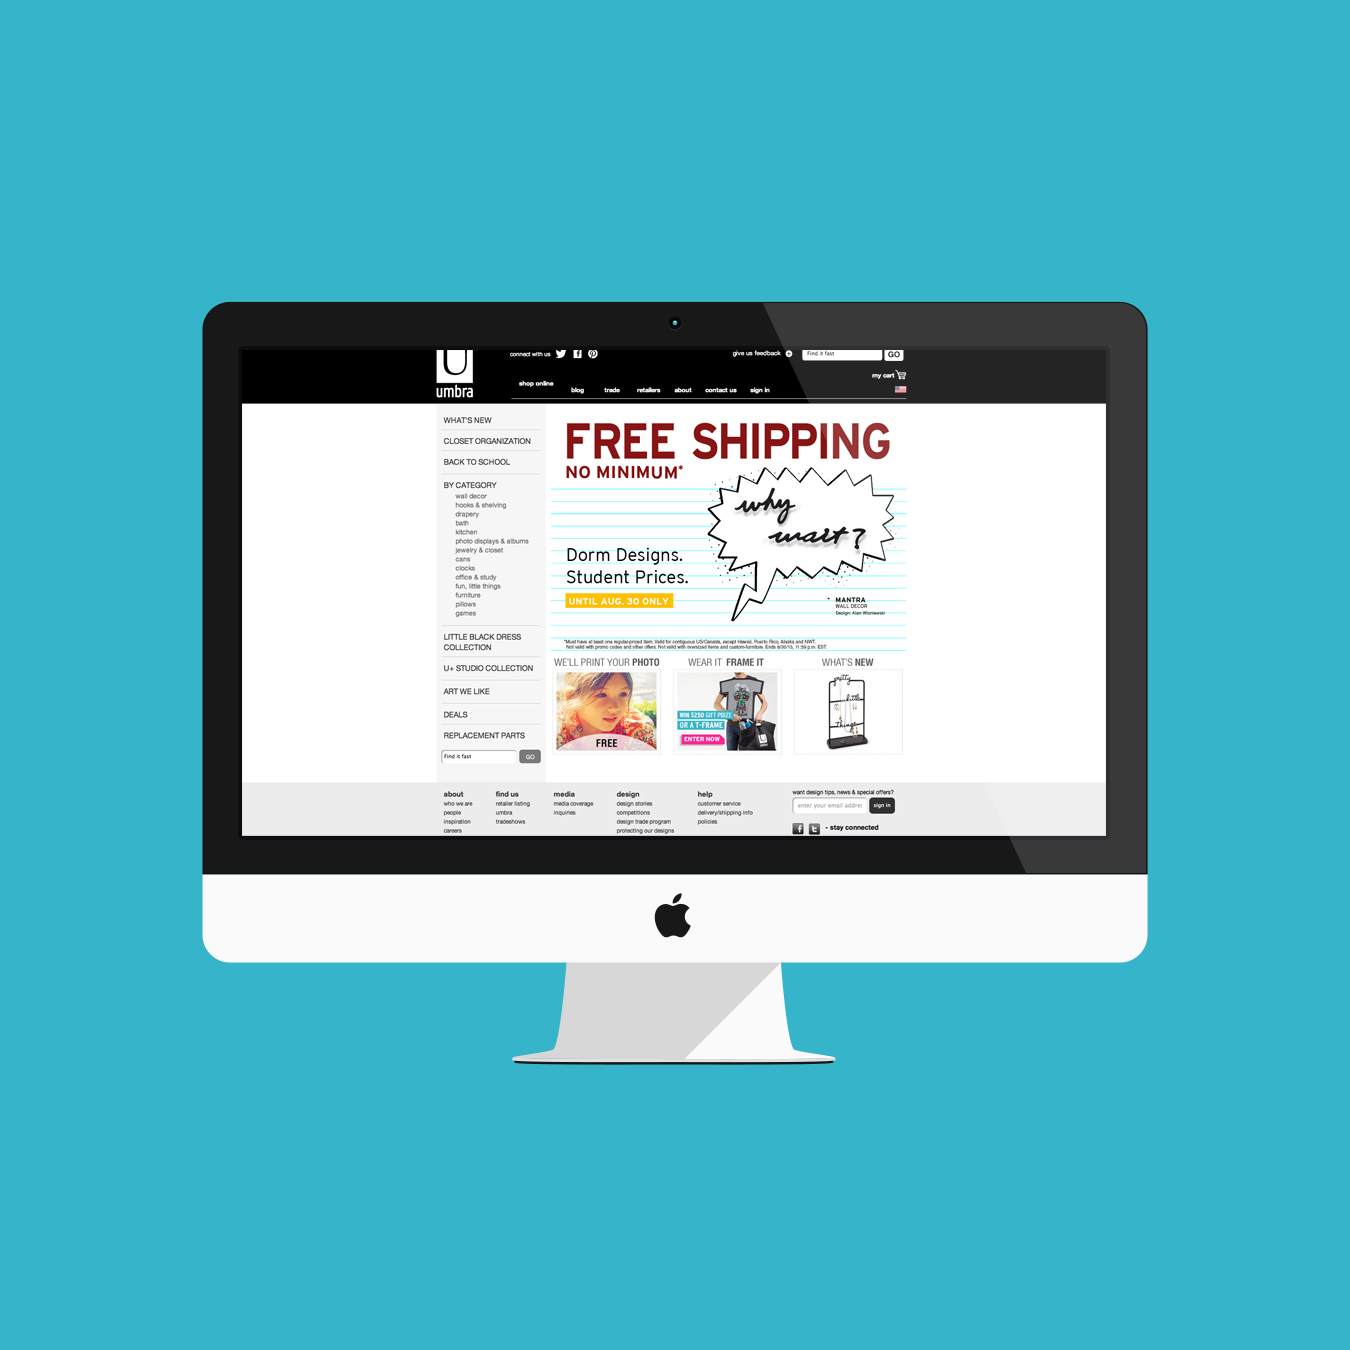 U
umbra
connect with us
give us feedback
Find it fast
GO
my cart
shop online
blog
trade
retailers
about
contact us
sign in
WHAT'S NEW
CLOSET ORGANIZATION
BACK TO SCHOOL
BY CATEGORY
wall decor
hooks & shelving
drapery
bath
kitchen
photo displays & albums
jewelry & closet
cans
clocks
office & study
fun, little things
furniture
pillows
games
LITTLE BLACK DRESS
COLLECTION
U+ STUDIO COLLECTION
ART WE LIKE
DEALS
REPLACEMENT PARTS
Find it fast
GO
FREE SHIPPING
NO MINIMUM*
why
wait?
Dorm Designs.
Student Prices.
UNTIL AUG. 30 ONLY
* MANTRA
WALL DECOR
Design: Alan Wisniewski
*Must have at least one regular-priced item. Valid for contiguous US/Canada, except Hawaii, Puerto Rico, Alaska and NWT.
Not valid with promo codes and other offers. Not valid with oversized items and custom-furniture. Ends 8/30/13, 11:59 p.m. EST.
WE'LL PRINT YOUR PHOTO
FREE
WEAR IT FRAME IT
WIN $250 GIFT PRIZE
OR A T-FRAME
ENTER NOW
umbra
WHAT'S NEW
pretty
little
things
about
who we are
people
inspiration
careers
find us
retailer listing
umbra
tradeshows
media
media coverage
inquiries
design
design stories
competitions
design trade program
protecting our designs
help
customer service
delivery/shipping info
policies
want design tips, news & special offers?
enter your email addres
sign in
- stay connected